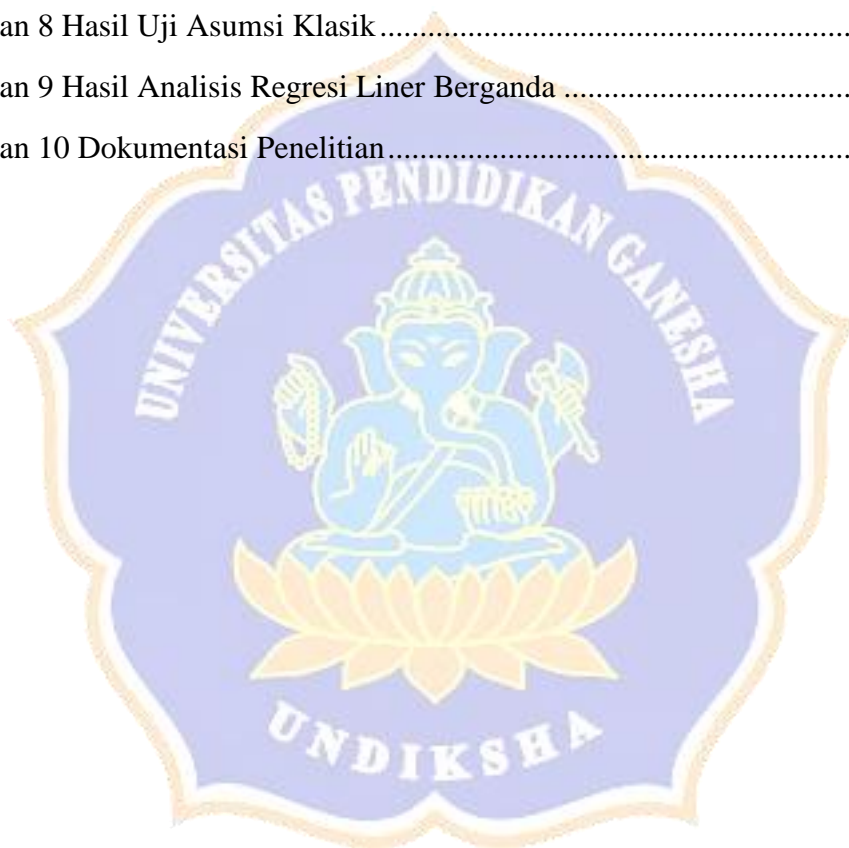 an 8 Hasil Uji Asumsi Klasik ........................................................
an 9 Hasil Analisis Regresi Liner Berganda ....................................
an 10 Dokumentasi Penelitian ..........................................................
UNIVERSITAS PENDIDIKAN GANESHA
UNDIKSHA